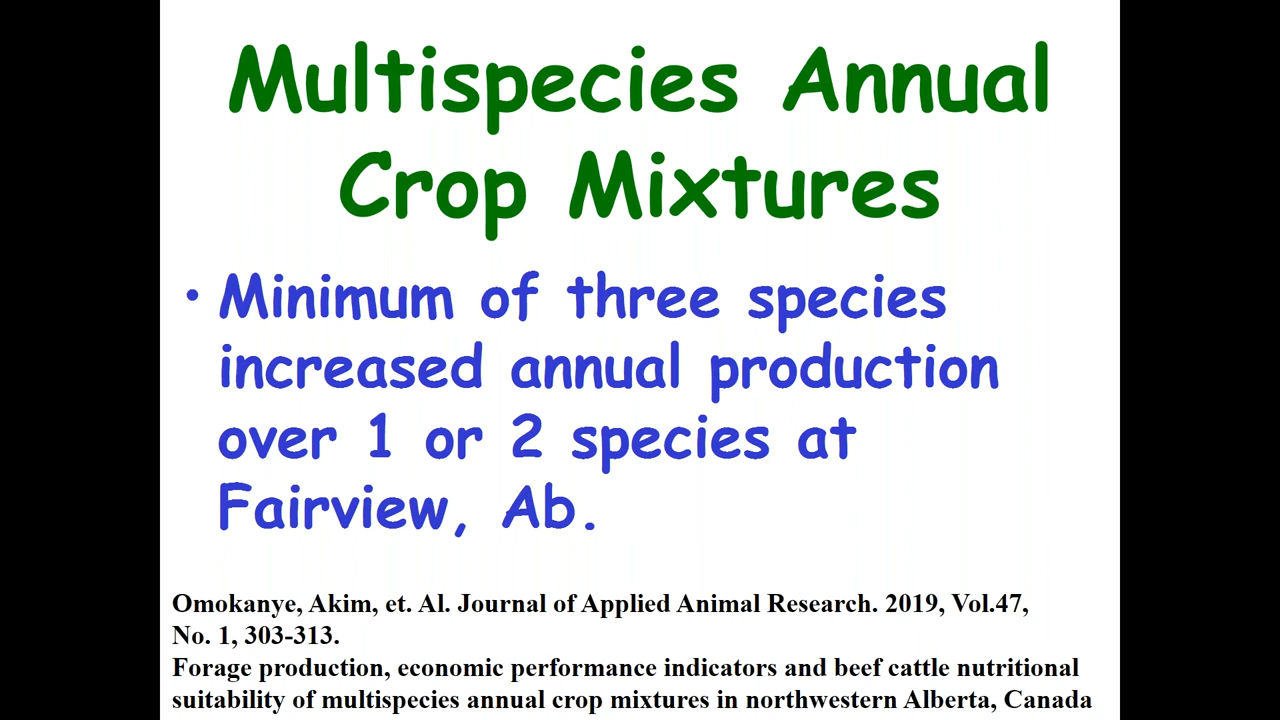 Multispecies Annual
Crop Mixtures
• Minimum of three species
increased annual production
over 1 or 2 species at
Fairview, Ab.
Omokanye, Akim, et. Al. Journal of Applied Animal Research. 2019, Vol.47,
No. 1, 303-313.
Forage production, economic performance indicators and beef cattle nutritional
suitability of multispecies annual crop mixtures in northwestern Alberta, Canada